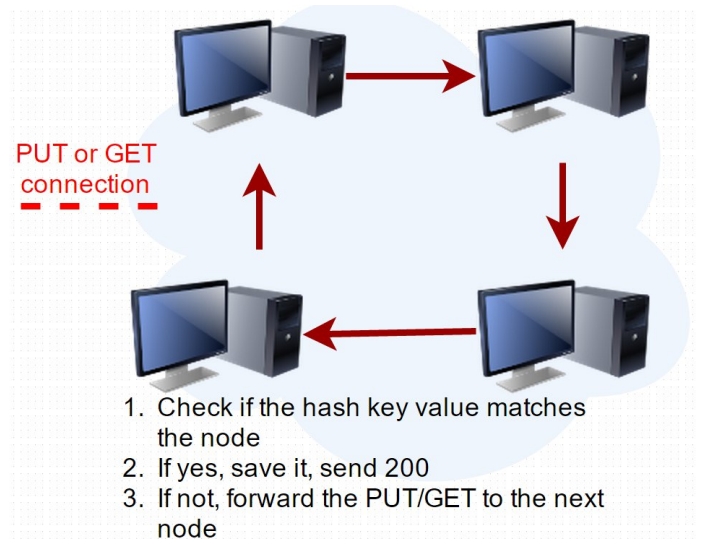 PUT or GET
connection
1. Check if the hash key value matches
the node
2. If yes, save it, send 200
3. If not, forward the PUT/GET to the next
node